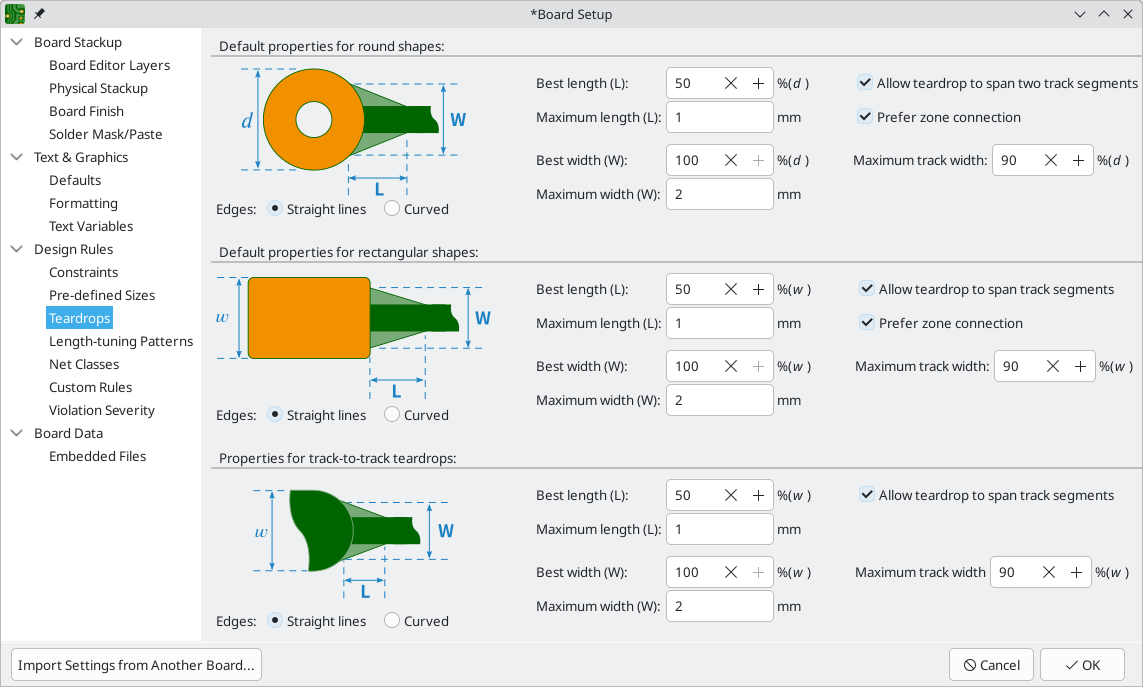 *Board Setup
Board Stackup
Board Editor Layers
Physical Stackup
Board Finish
Solder Mask/Paste
Text & Graphics
Defaults
Formatting
Text Variables
Design Rules
Constraints
Pre-defined Sizes
Teardrops
Length-tuning Patterns
Net Classes
Custom Rules
Violation Severity
Board Data
Embedded Files
Default properties for round shapes:
d
W
L
Edges: Straight lines Curved
Best length (L): 50 %(d )
Maximum length (L): 1 mm
Best width (W): 100 %(d )
Maximum width (W): 2 mm
Allow teardrop to span two track segments
Prefer zone connection
Maximum track width: 90 %(d )
Default properties for rectangular shapes:
w
W
L
Edges: Straight lines Curved
Best length (L): 50 %(w )
Maximum length (L): 1 mm
Best width (W): 100 %(w )
Maximum width (W): 2 mm
Allow teardrop to span track segments
Prefer zone connection
Maximum track width: 90 %(w )
Properties for track-to-track teardrops:
w
W
L
Edges: Straight lines Curved
Best length (L): 50 %(w )
Maximum length (L): 1 mm
Best width (W): 100 %(w )
Maximum width (W): 2 mm
Allow teardrop to span track segments
Maximum track width 90 %(w )
Import Settings from Another Board...
Cancel
OK